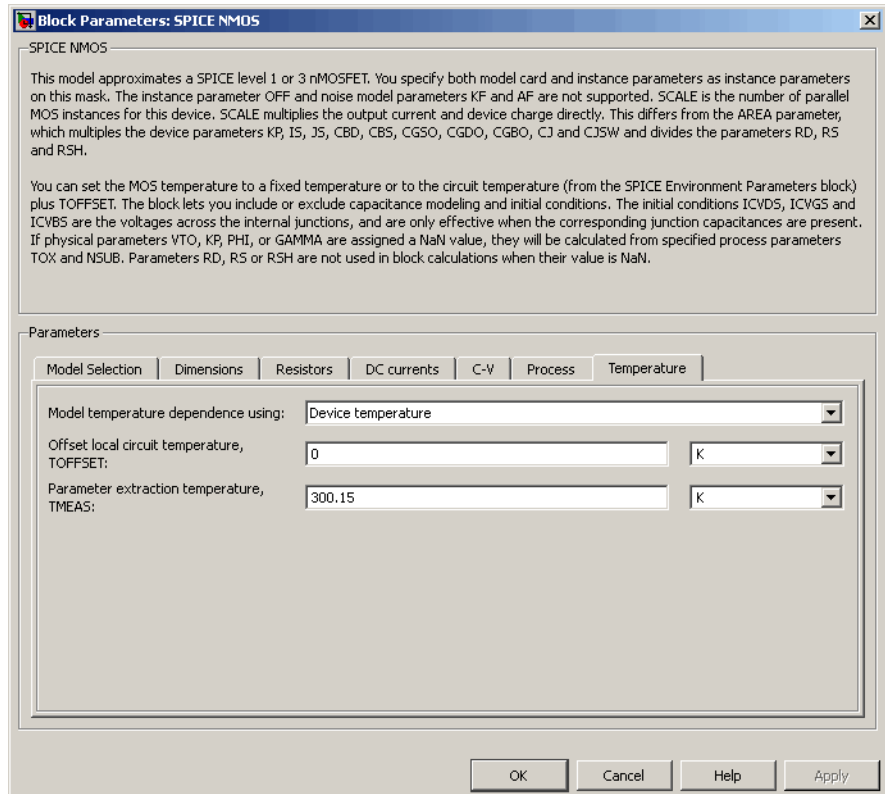 Block Parameters: SPICE NMOS
SPICE NMOS
This model approximates a SPICE level 1 or 3 nMOSFET. You specify both model card and instance parameters as instance parameters
on this mask. The instance parameter OFF and noise model parameters KF and AF are not supported. SCALE is the number of parallel
MOS instances for this device. SCALE multiplies the output current and device charge directly. This differs from the AREA parameter,
which multiples the device parameters KP, IS, JS, CBD, CBS, CGSO, CGDO, CGBO, CJ and CJSW and divides the parameters RD, RS
and RSH.
You can set the MOS temperature to a fixed temperature or to the circuit temperature (from the SPICE Environment Parameters block)
plus TOFFSET. The block lets you include or exclude capacitance modeling and initial conditions. The initial conditions ICVDS, ICVGS and
ICVBS are the voltages across the internal junctions, and are only effective when the corresponding junction capacitances are present.
If physical parameters VTO, KP, PHI, or GAMMA are assigned a NaN value, they will be calculated from specified process parameters
TOX and NSUB. Parameters RD, RS or RSH are not used in block calculations when their value is NaN.
Parameters
Model Selection Dimensions Resistors DC currents C-V Process Temperature
Model temperature dependence using: Device temperature
Offset local circuit temperature,
TOFFSET: 0 K
Parameter extraction temperature,
TMEAS: 300.15 K
OK Cancel Help Apply